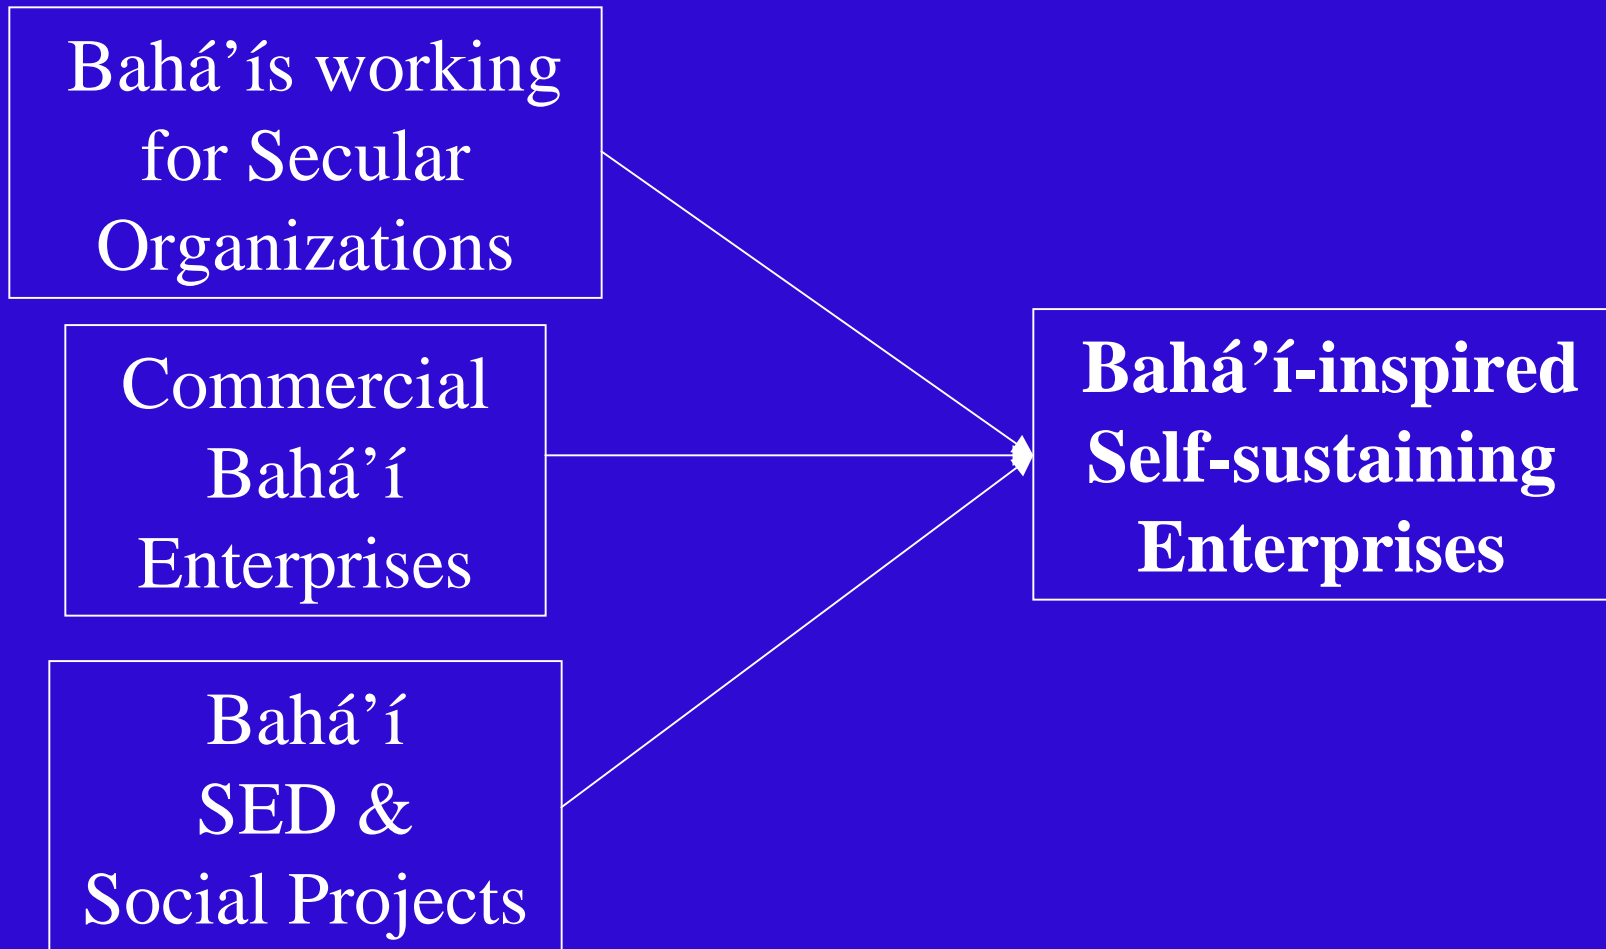 Bahá’ís working
for Secular
Organizations
Commercial
Bahá’í
Enterprises
Bahá’í
SED &
Social Projects
Bahá’í-inspired
Self-sustaining
Enterprises